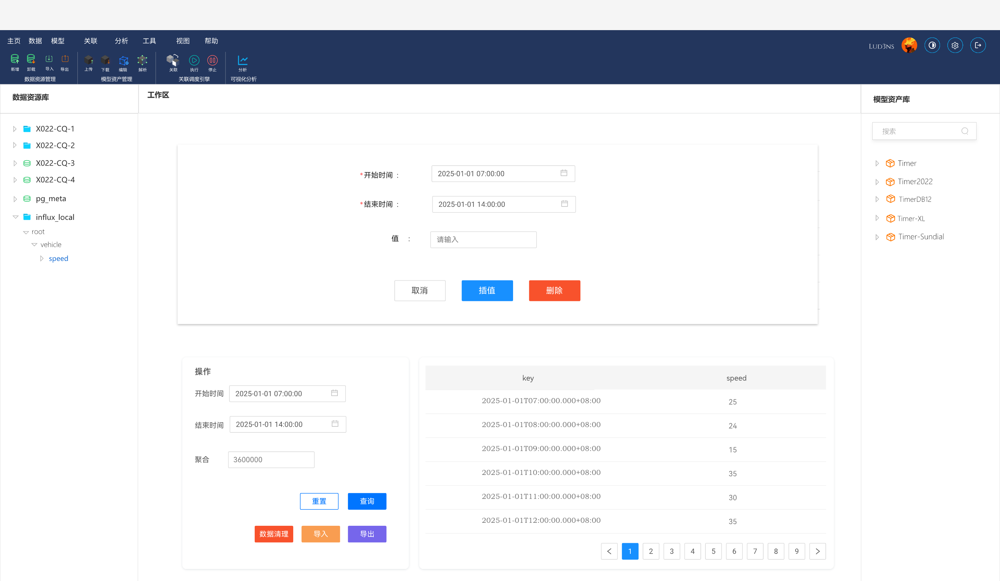 主页 数据 模型 关联 分析 工具 视图 帮助
Lud3ns
新增 卸载 导入 导出 上传 下载 编辑 解析 关联 执行 停止 分析
数据资源管理 模型资产管理 关联调度引擎 可视化分析
数据资源库
X022-CQ-1
X022-CQ-2
X022-CQ-3
X022-CQ-4
pg_meta
influx_local
root
vehicle
speed
工作区
*开始时间 : 2025-01-01 07:00:00
*结束时间 : 2025-01-01 14:00:00
值 : 请输入
取消 插值 删除
操作
开始时间 2025-01-01 07:00:00
结束时间 2025-01-01 14:00:00
聚合 3600000
重置 查询
数据清理 导入 导出
key speed
2025-01-01T07:00:00.000+08:00 25
2025-01-01T08:00:00.000+08:00 24
2025-01-01T09:00:00.000+08:00 15
2025-01-01T10:00:00.000+08:00 35
2025-01-01T11:00:00.000+08:00 30
2025-01-01T12:00:00.000+08:00 35
1 2 3 4 5 6 7 8 9
模型资产库
搜索
Timer
Timer2022
TimerDB12
Timer-XL
Timer-Sundial